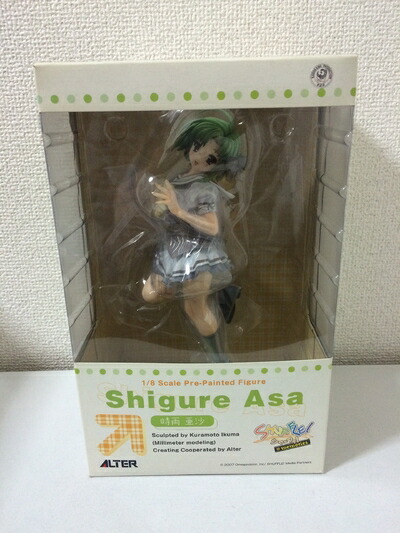 1/8 Scale Pre-Painted Figure
Shigure Asa
時雨 亜沙
Sculpted by Kuramoto Ikuma
(Millimeter modeling)
Creating Cooperated by Alter
ALTER
SHUFFLE!